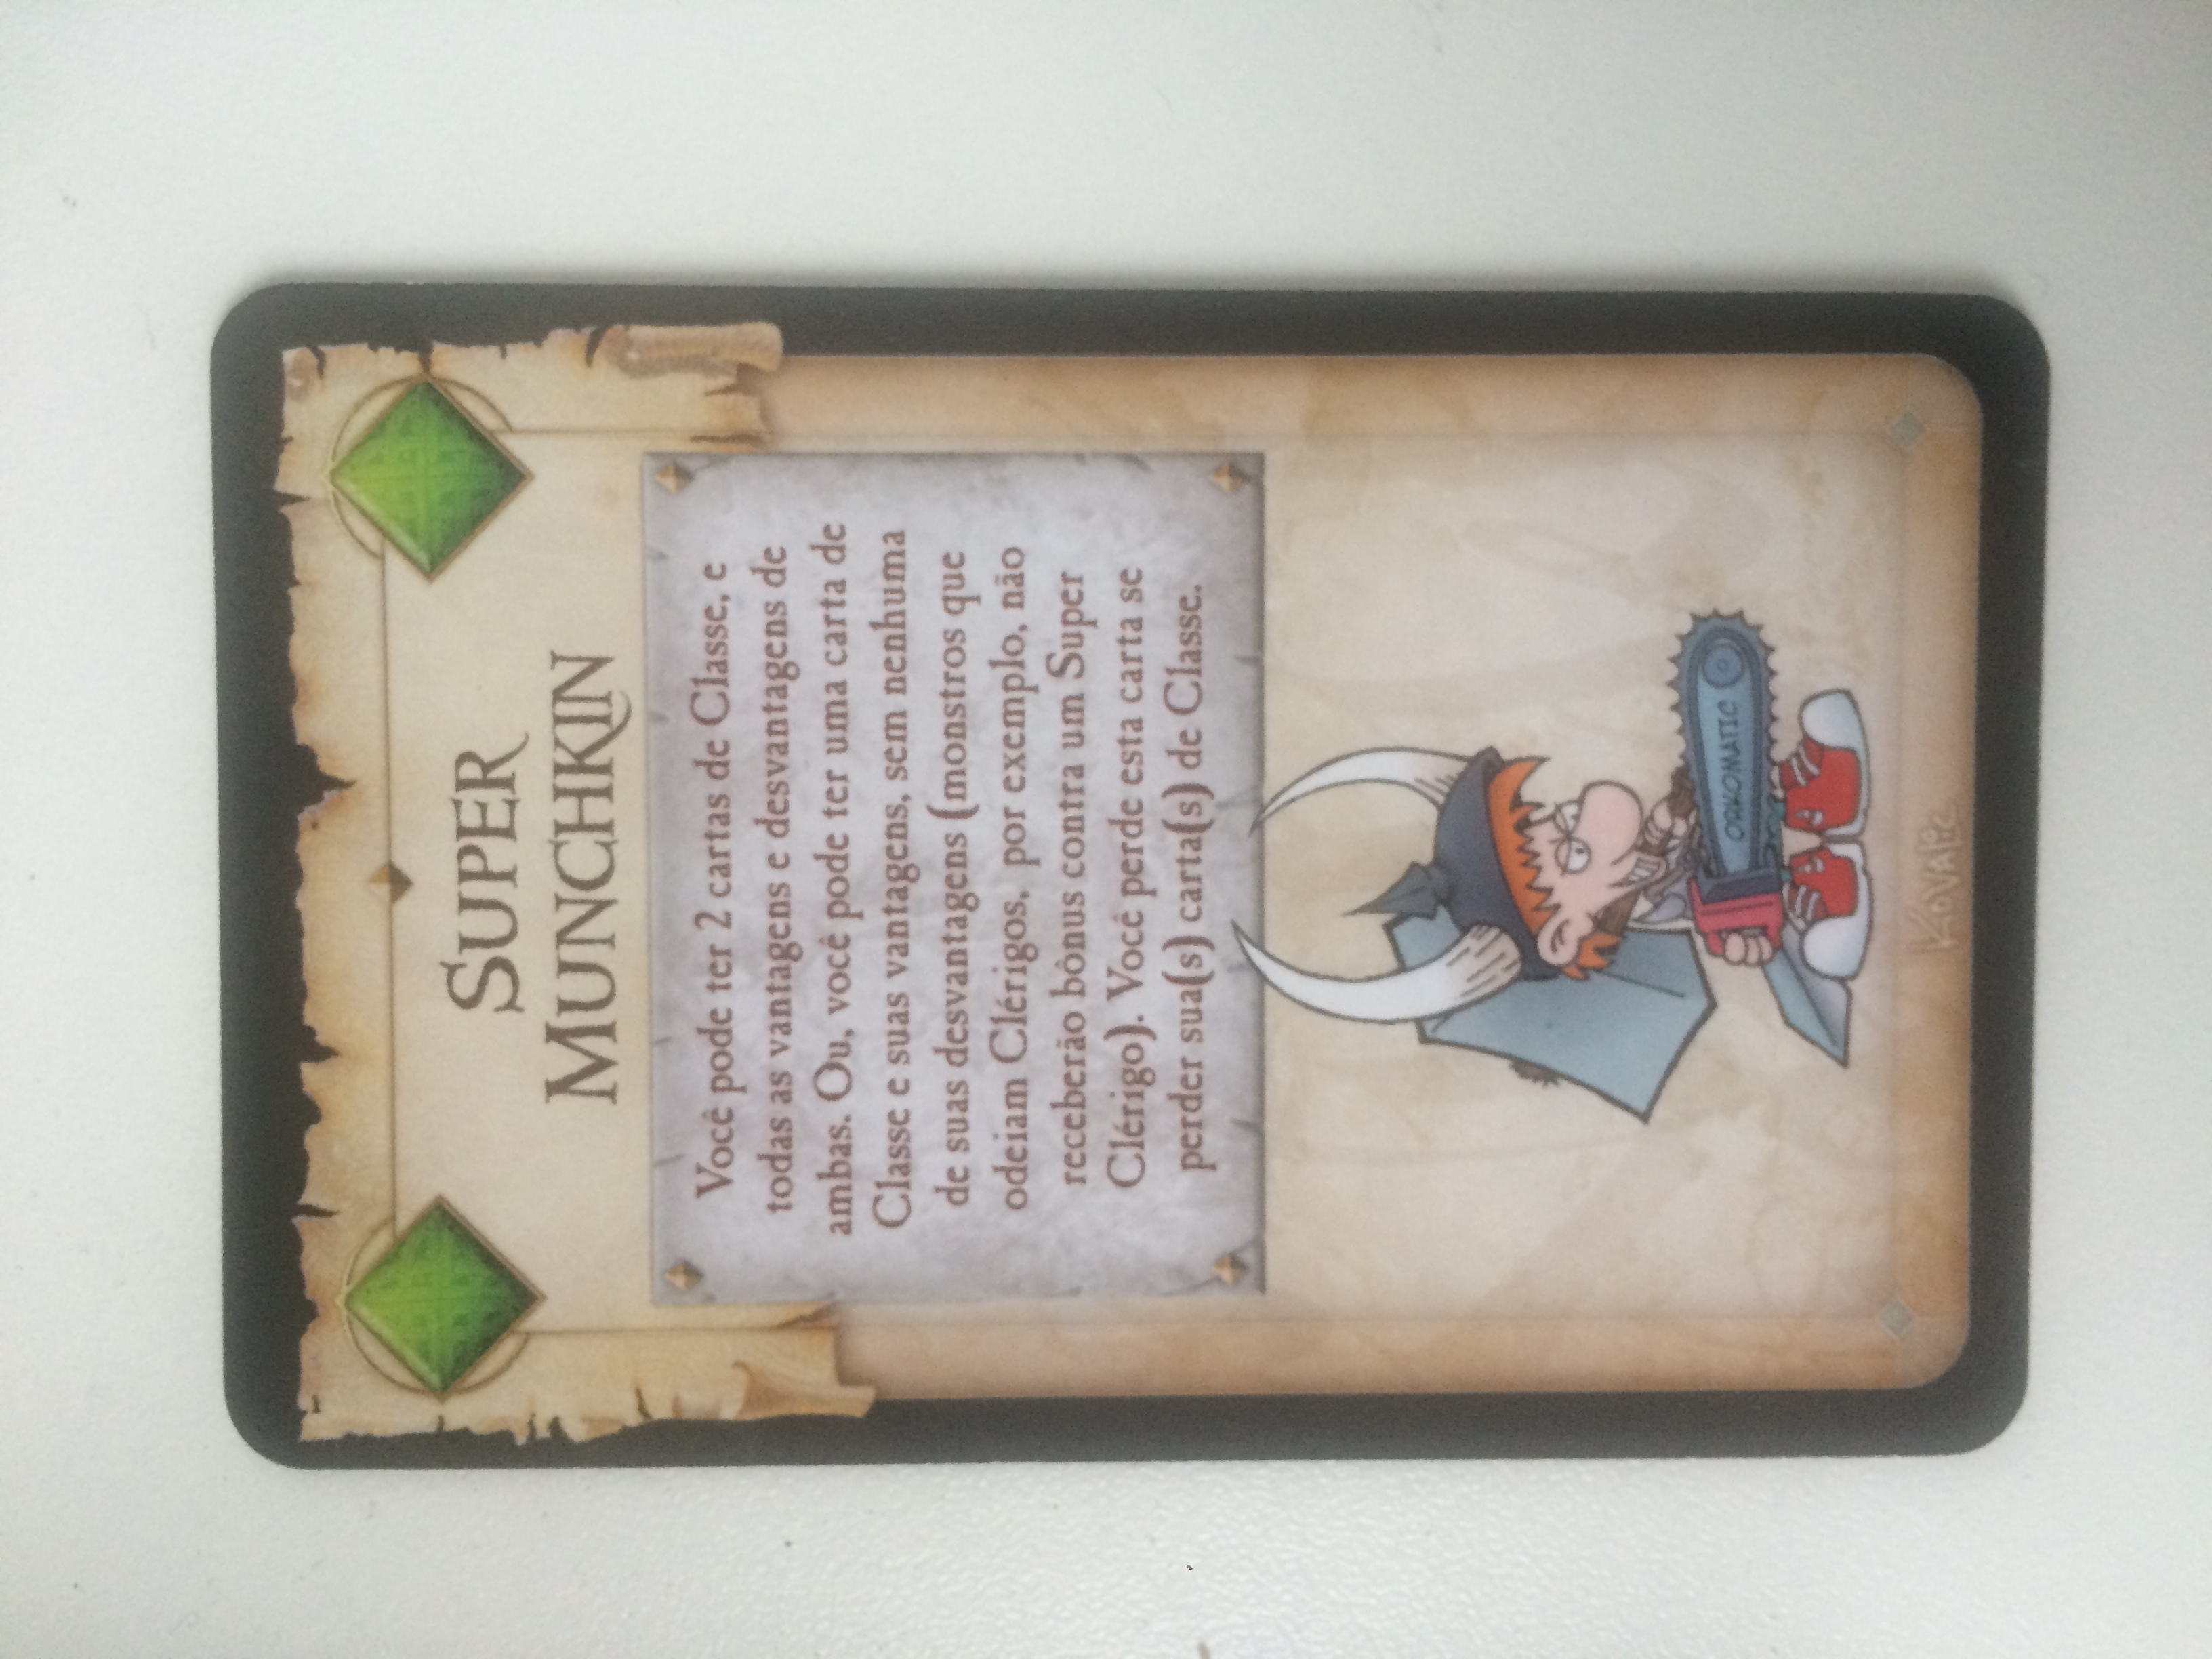 SUPER
MUNCHKIN
Você pode ter 2 cartas de Classe, e
todas as vantagens e desvantagens de
ambas. Ou, você pode ter uma carta de
Classe e suas vantagens, sem nenhuma
de suas desvantagens (monstros que
odeiam Clérigos, por exemplo, não
receberão bônus contra um Super
Clérigo). Você perde esta carta se
perder sua(s) carta(s) de Classe.
ORKOMATIC
KOVALIC